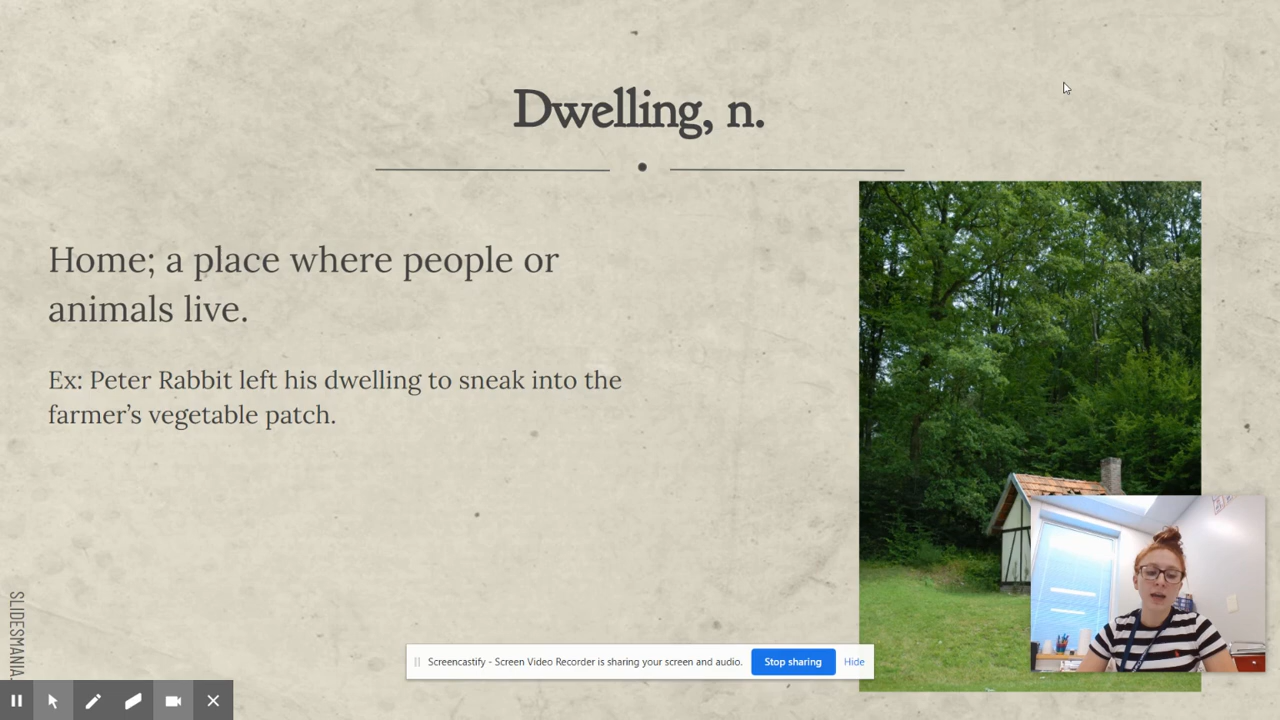 Dwelling, n.
Home; a place where people or
animals live.
Ex: Peter Rabbit left his dwelling to sneak into the
farmer’s vegetable patch.
SLIDESMANIA.
Screencastify - Screen Video Recorder is sharing your screen and audio.
Stop sharing
Hide